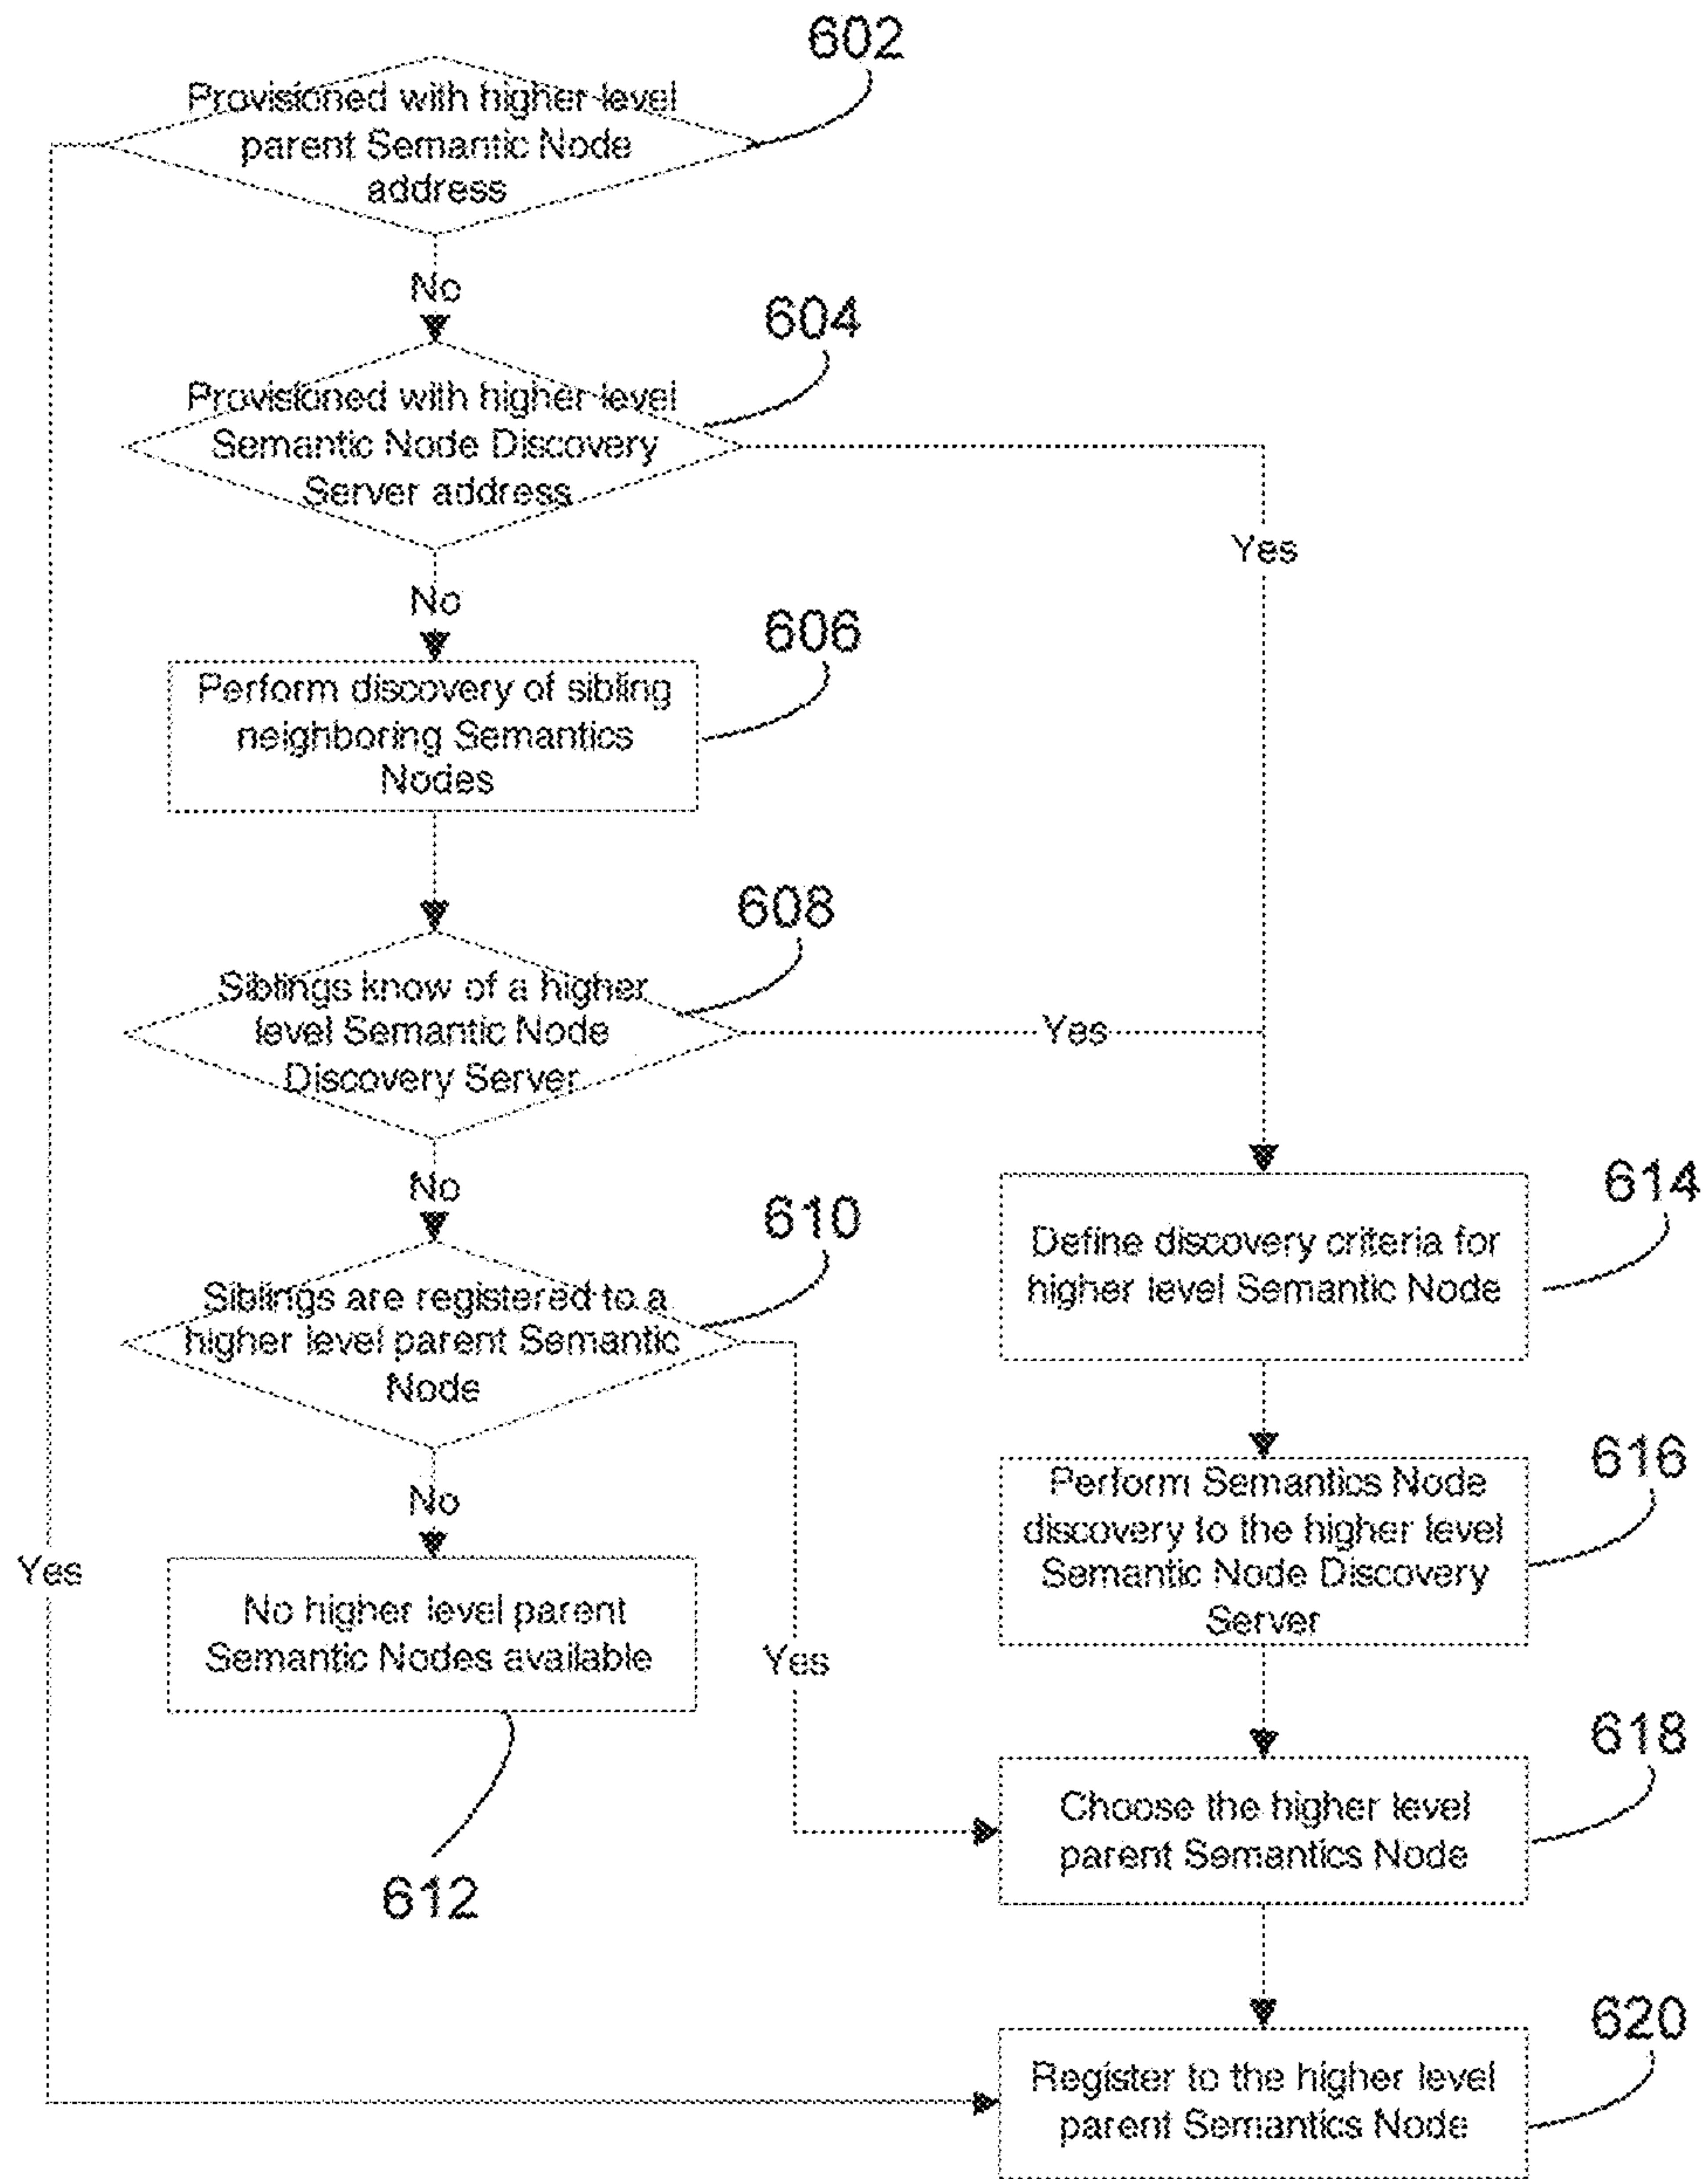 602
Provisioned with higher level
parent Semantic Node
address
No
604
Provisioned with higher level
Semantic Node Discovery
Server address
Yes
No
606
Perform discovery of sibling
neighboring Semantics
Nodes
608
Siblings know of a higher
level Semantic Node
Discovery Server
Yes
No
610
Siblings are registered to a
higher level parent Semantic
Node
614
Define discovery criteria for
higher level Semantic Node
No
616
Perform Semantics Node
discovery to the higher level
Semantic Node Discovery
Server
Yes
No higher level parent
Semantic Nodes available
Yes
612
618
Choose the higher level
parent Semantics Node
620
Register to the higher level
parent Semantics Node